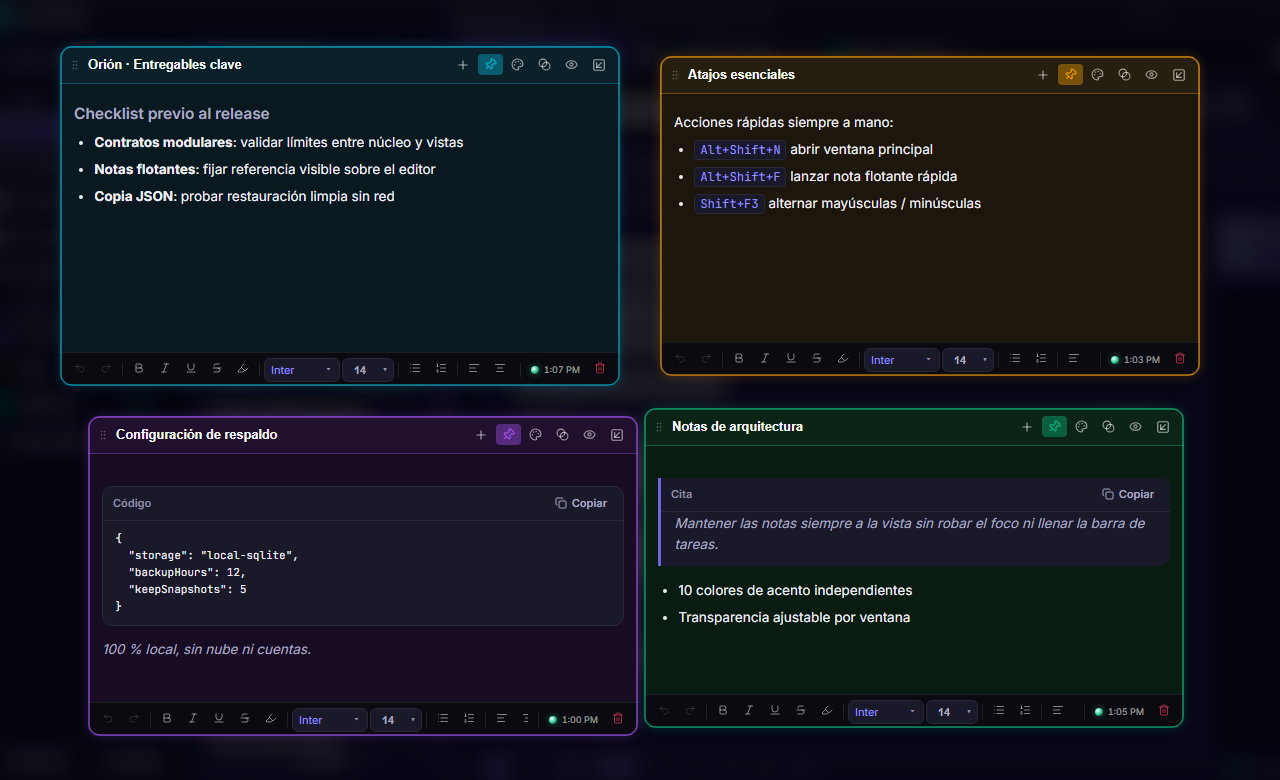 Orión · Entregables clave
Checklist previo al release
Contratos modulares: validar límites entre núcleo y vistas
Notas flotantes: fijar referencia visible sobre el editor
Copia JSON: probar restauración limpia sin red
B I U S Inter 14 1:07 PM
Atajos esenciales
Acciones rápidas siempre a mano:
Alt+Shift+N abrir ventana principal
Alt+Shift+F lanzar nota flotante rápida
Shift+F3 alternar mayúsculas / minúsculas
B I U S Inter 14 1:03 PM
Configuración de respaldo
Código Copiar
{
"storage": "local-sqlite",
"backupHours": 12,
"keepSnapshots": 5
}
100 % local, sin nube ni cuentas.
B I U S Inter 14 1:00 PM
Notas de arquitectura
Cita Copiar
Mantener las notas siempre a la vista sin robar el foco ni llenar la barra de
tareas.
10 colores de acento independientes
Transparencia ajustable por ventana
B I U S Inter 14 1:05 PM